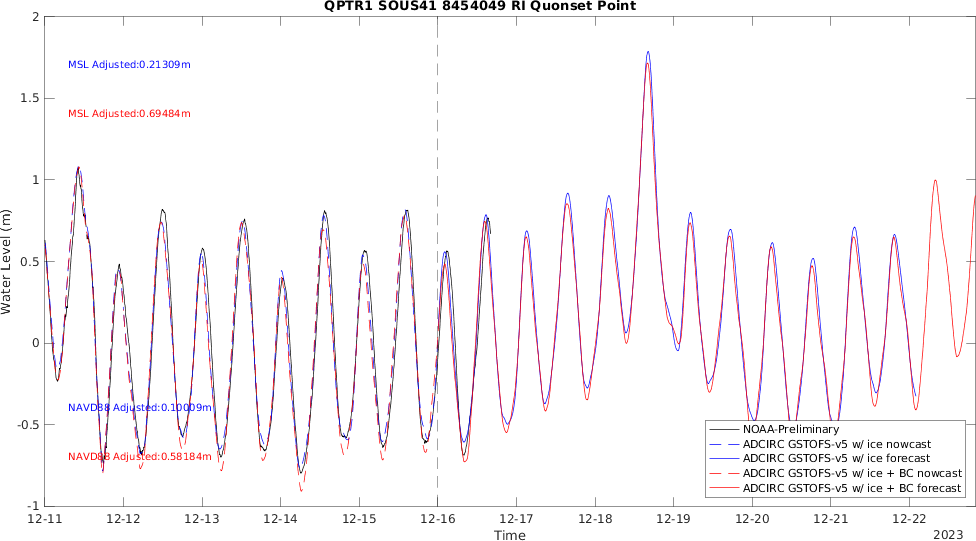 QPTR1 SOUS41 8454049 RI Quonset Point
2
1.5
1
0.5
0
-0.5
-1
Water Level (m)
MSL Adjusted:0.21309m
MSL Adjusted:0.69484m
NAVD88 Adjusted:0.10009m
NAVD88 Adjusted:0.58184m
NOAA-Preliminary
ADCIRC GSTOFS-v5 w/ ice nowcast
ADCIRC GSTOFS-v5 w/ ice forecast
ADCIRC GSTOFS-v5 w/ ice + BC nowcast
ADCIRC GSTOFS-v5 w/ ice + BC forecast
12-11 12-12 12-13 12-14 12-15 12-16 12-17 12-18 12-19 12-20 12-21 12-22
Time
2023